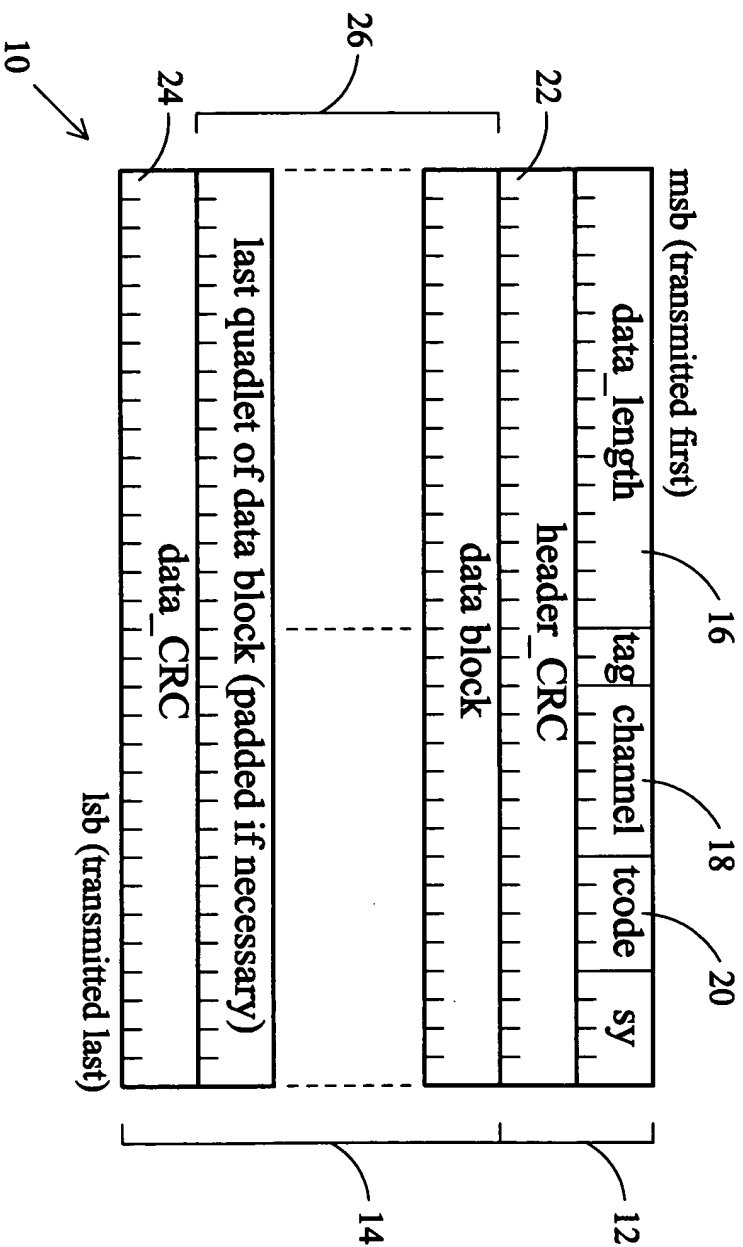 msb (transmitted first)
16
18
20
data_length
tag
channel
tcode
sy
12
22
header_CRC
data block
26
14
last quadlet of data block (padded if necessary)
24
data_CRC
lsb (transmitted last)
10